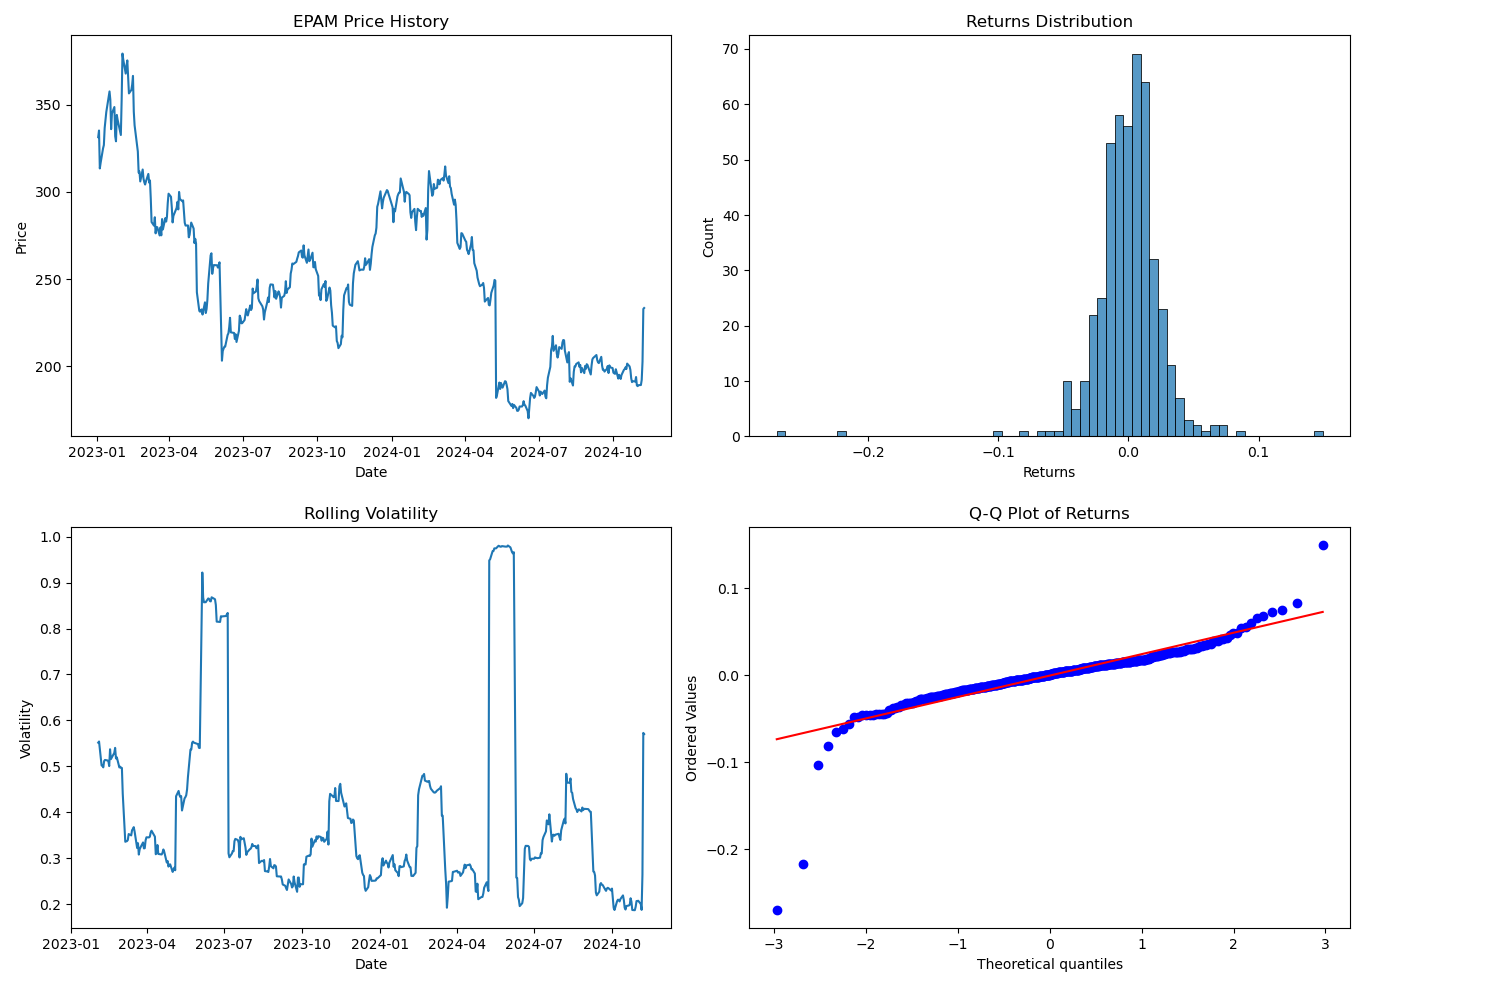 EPAM Price History
Price
350
300
250
200
2023-01 2023-04 2023-07 2023-10 2024-01 2024-04 2024-07 2024-10
Date
Returns Distribution
Count
70
60
50
40
30
20
10
0
−0.2 −0.1 0.0 0.1
Returns
Rolling Volatility
Volatility
1.0
0.9
0.8
0.7
0.6
0.5
0.4
0.3
0.2
2023-01 2023-04 2023-07 2023-10 2024-01 2024-04 2024-07 2024-10
Date
Q-Q Plot of Returns
Ordered Values
0.1
0.0
−0.1
−0.2
−3 −2 −1 0 1 2 3
Theoretical quantiles